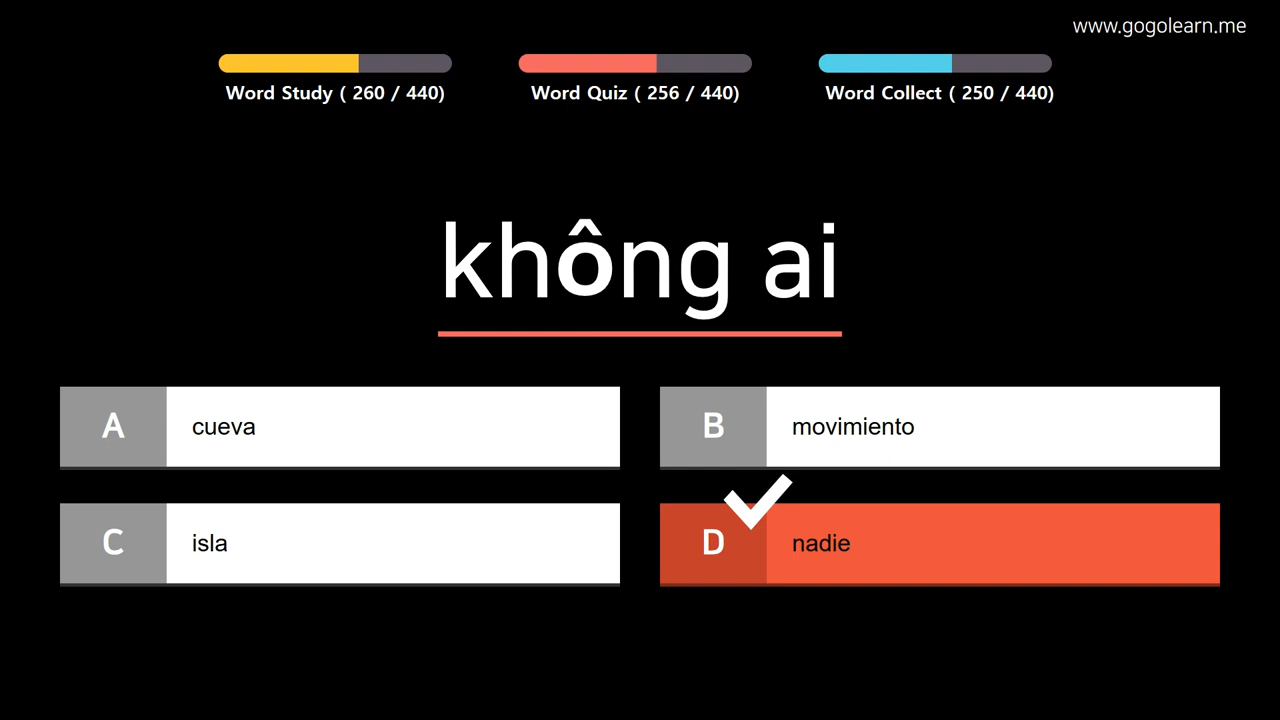 www.gogolearn.me
Word Study ( 260 / 440)
Word Quiz ( 256 / 440)
Word Collect ( 250 / 440)
không ai
A cueva
B movimiento
C isla
D nadie